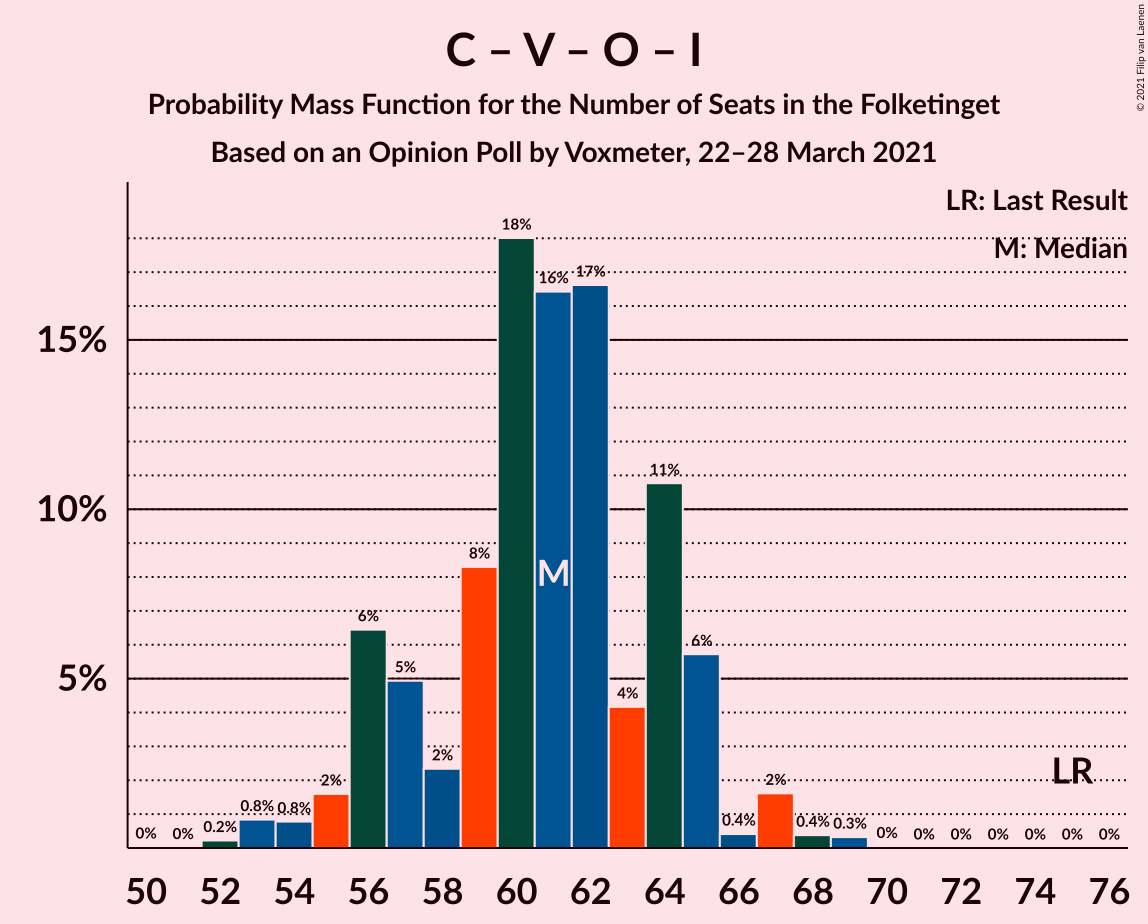 C – V – O – I
Probability Mass Function for the Number of Seats in the Folketinget
Based on an Opinion Poll by Voxmeter, 22–28 March 2021
© 2021 Filip van Laenen
LR: Last Result
M: Median
15%
10%
5%
0% 0% 0.2% 0.8% 0.8% 2% 6% 5% 2% 8% 18% 16% 17% 4% 11% 6% 0.4% 2% 0.4% 0.3% 0% 0% 0% 0% 0% 0% 0%
M
LR
50 52 54 56 58 60 62 64 66 68 70 72 74 76